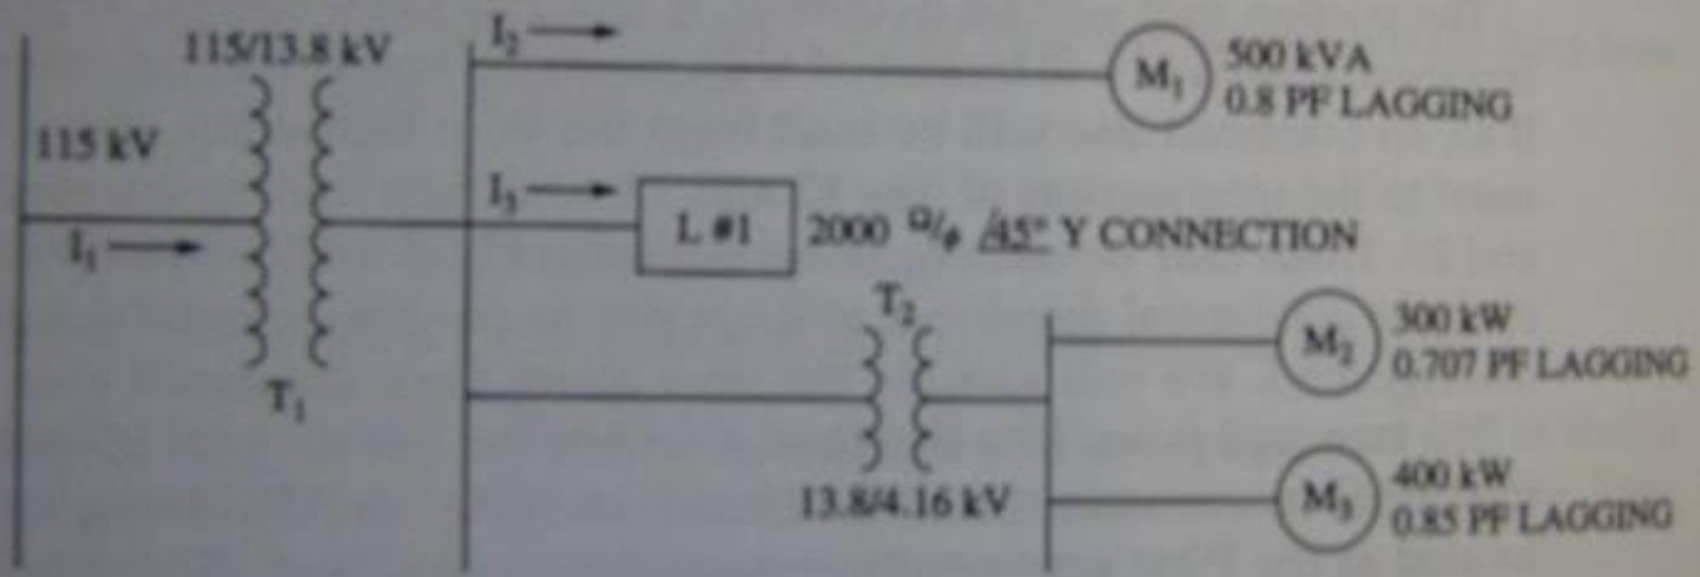 115/13.8 kV
115 kV
I₁
T₁
I₂
M₁
500 kVA
0.8 PF LAGGING
I₃
L #1
2000 Ω/φ ∠45° Y CONNECTION
T₂
13.8/4.16 kV
M₂
300 kW
0.707 PF LAGGING
M₃
400 kW
0.85 PF LAGGING